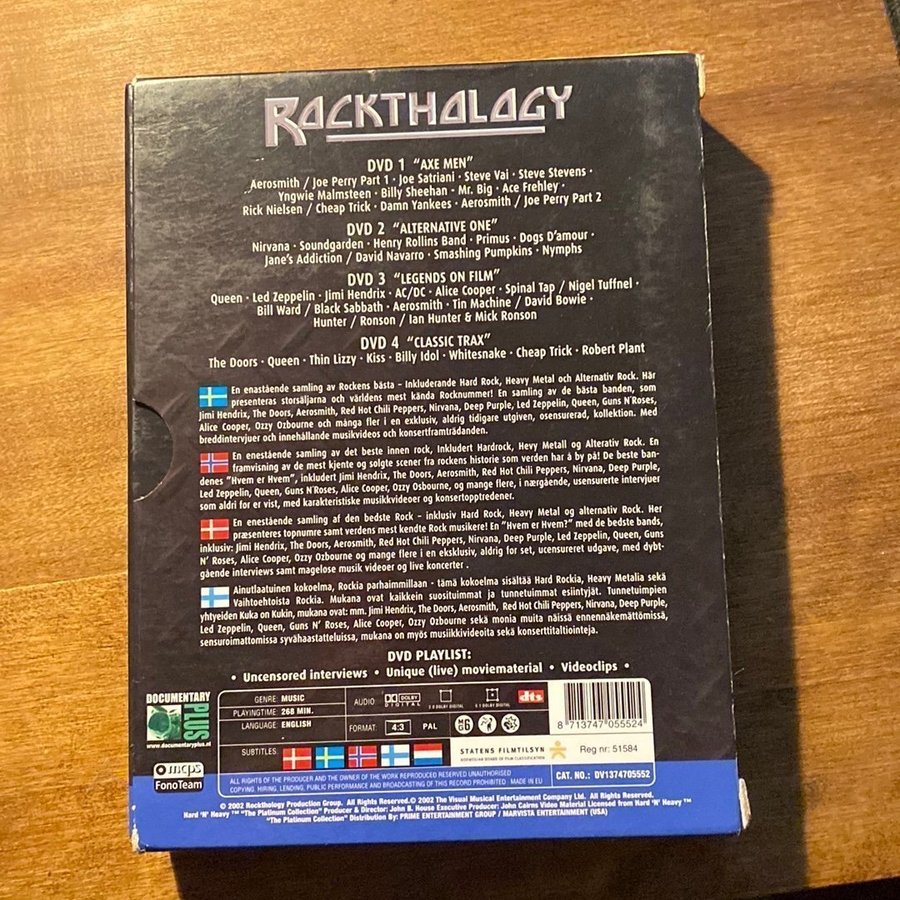 ROCKTHOLOGY
DVD 1 "AXE MEN"
Aerosmith / Joe Perry Part 1 · Joe Satriani · Steve Vai · Steve Stevens ·
Yngwie Malmsteen · Billy Sheehan - Mr. Big · Ace Frehley ·
Rick Nielsen / Cheap Trick · Damn Yankees · Aerosmith / Joe Perry Part 2
DVD 2 "ALTERNATIVE ONE"
Nirvana · Soundgarden · Henry Rollins Band · Primus · Dogs D'amour ·
Jane's Addiction / David Navarro · Smashing Pumpkins · Nymphs
DVD 3 "LEGENDS ON FILM"
Queen · Led Zeppelin · Jimi Hendrix · AC/DC · Alice Cooper · Spinal Tap / Nigel Tuffnel ·
Bill Ward / Black Sabbath · Aerosmith · Tin Machine / David Bowie ·
Hunter / Ronson / Ian Hunter & Mick Ronson
DVD 4 "CLASSIC TRAX"
The Doors · Queen · Thin Lizzy · Kiss · Billy Idol · Whitesnake · Cheap Trick · Robert Plant
En enastående samling av Rockens bästa – Inkluderande Hard Rock, Heavy Metal och Alternativ Rock. Här
presenteras storsäljarna och världens mest kända Rocknummer! En samling av de bästa banden, som
Jimi Hendrix, The Doors, Aerosmith, Red Hot Chili Peppers, Nirvana, Deep Purple, Led Zeppelin, Queen, Guns N'Roses,
Alice Cooper, Ozzy Ozbourne och många fler i en exklusiv, aldrig tidigare utgiven, osensurerad, kollektion. Med
breddintervjuer och innehållande musikvideos och konsertframträdanden.
En enestående samling av det beste innen rock, Inkludert Hardrock, Hevy Metall og Alterativ Rock. En
framvisning av de mest kjente og solgte scener fra rockens historie som verden har å by på! De beste ban-
denes "Hvem er Hvem", inkludert Jimi Hendrix, The Doors, Aerosmith, Red Hot Chili Peppers, Nirvana, Deep Purple,
Led Zeppelin, Queen, Guns N'Roses, Alice Cooper, Ozzy Osbourne, og mange flere, i nærgående, usensurerte intervjuer
som aldri for er vist, med karakteristiske musikkvideoer og konsertopptredener.
En enestående samling af den bedste Rock – inklusiv Hard Rock, Heavy Metal og alternativ Rock. Her
præsenteres topnumre samt verdens mest kendte Rock musikere! En "Hvem er Hvem?" med de bedste bands,
inklusiv: Jimi Hendrix, The Doors, Aerosmith, Red Hot Chili Peppers, Nirvana, Deep Purple, Led Zeppelin, Queen, Guns
N' Roses, Alice Cooper, Ozzy Ozbourne og mange flere i en eksklusiv, aldrig for set, ucensureret udgave, med dybt-
gående interviews samt magelose musik videoer og live koncerter .
Ainutlaatuinen kokoelma, Rockia parhaimmillaan - tämä kokoelma sisältää Hard Rockia, Heavy Metalia sekä
Vaihtoehtoista Rockia. Mukana ovat kaikkein suosituimmat ja tunnetuimmat esiintyjät. Tunnetuimpien
yhtyeiden Kuka on Kukin, mukana ovat: mm. Jimi Hendrix, The Doors, Aerosmith, Red Hot Chili Peppers, Nirvana, Deep Purple,
Led Zeppelin, Queen, Guns N' Roses, Alice Cooper, Ozzy Ozbourne sekä monia muita näissä ennennäkemättömissä,
sensuroimattomissa syvähaastatteluissa, mukana on myös musiikkivideoita sekä konserttitaltiointeja.
DVD PLAYLIST:
• Uncensored interviews • Unique (live) moviematerial • Videoclips •
DOCUMENTARY PLUS
www.documentaryplus.nl
GENRE: MUSIC
PLAYINGTIME: 268 MIN.
LANGUAGE: ENGLISH
AUDIO: DOLBY DIGITAL 2.0 DOLBY DIGITAL 5.1 DOLBY DIGITAL dts
FORMAT: 4:3 PAL
SUBTITLES:
STATENS FILMTILSYN
NORWEGIAN BOARD OF FILM CLASSIFICATION
Reg nr: 51584
8 713747 055524
mcps
FonoTeam
ALL RIGHTS OF THE PRODUCER AND THE OWNER OF THE WORK REPRODUCED RESERVED UNAUTHORISED
COPYING, HIRING, LENDING, PUBLIC PERFORMANCE AND BROADCASTING OF THIS RECORD PROHIBITED · MADE IN EU
CAT. NO.: DV1374705552
© 2002 Rockthology Production Group. All Rights Reserved.© 2002 The Visual Musical Entertainment Company Ltd. All Rights Reserved.
Hard 'N' Heavy ™ "The Platinum Collection" Producer & Director: John B. House Executive Producer: John Cairns Video Material Licensed from Hard 'N' Heavy ™
"The Platinum Collection" Distribution By: PRIME ENTERTAINMENT GROUP / MARVISTA ENTERTAINMENT (USA)